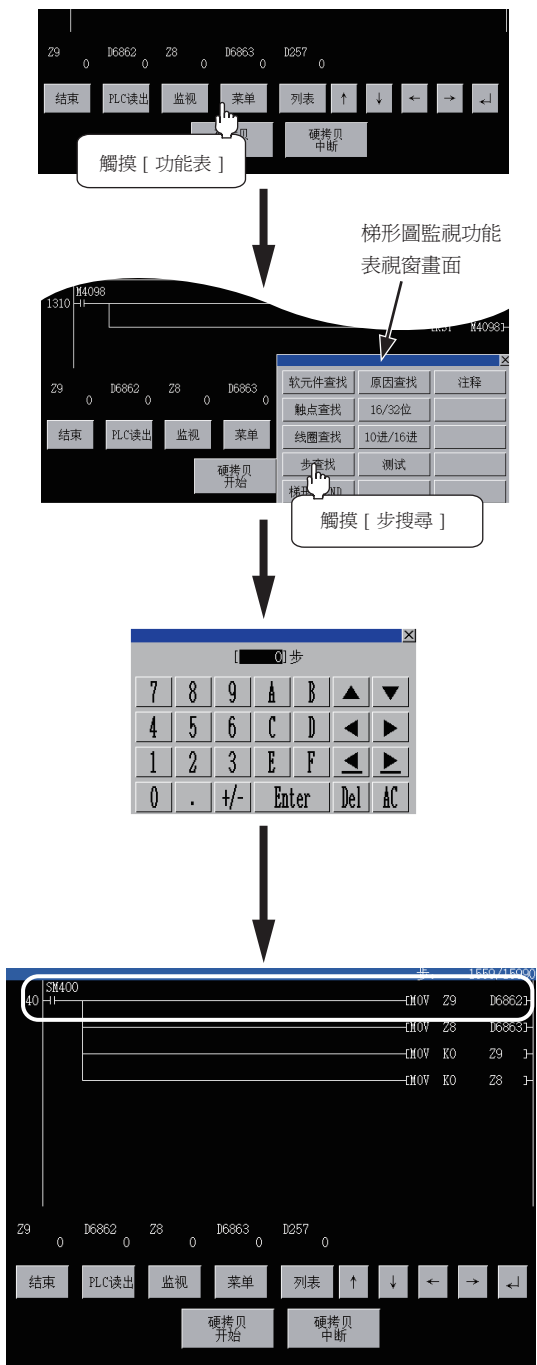 Z9 D6862 Z8 D6863 D257
0 0 0 0 0
结束 PLC读出 监视 菜单 列表 ↑ ↓ ← → ↵
贝 硬拷贝
中断
觸摸 [ 功能表 ]
梯形圖監視功能
表視窗畫面
M4098
1310
M4098
Z9 D6862 Z8 D6863
0 0 0 0
结束 PLC读出 监视 菜单
硬拷贝
开始
软元件查找 原因查找 注释
触点查找 16/32位
线圈查找 10进/16进
步查找 测试
觸摸 [ 步搜尋 ]
[ 0]步
7 8 9 A B ▲ ▼
4 5 6 C D ◀ ▶
1 2 3 E F ◀ ▶
0 . +/- Enter Del AC
步 1559/15990
SM400
40 [MOV Z9 D6862]
[MOV Z8 D6863]
[MOV K0 Z9 ]
[MOV K0 Z8 ]
Z9 D6862 Z8 D6863 D257
0 0 0 0 0
结束 PLC读出 监视 菜单 列表 ↑ ↓ ← → ↵
硬拷贝 硬拷贝
开始 中断